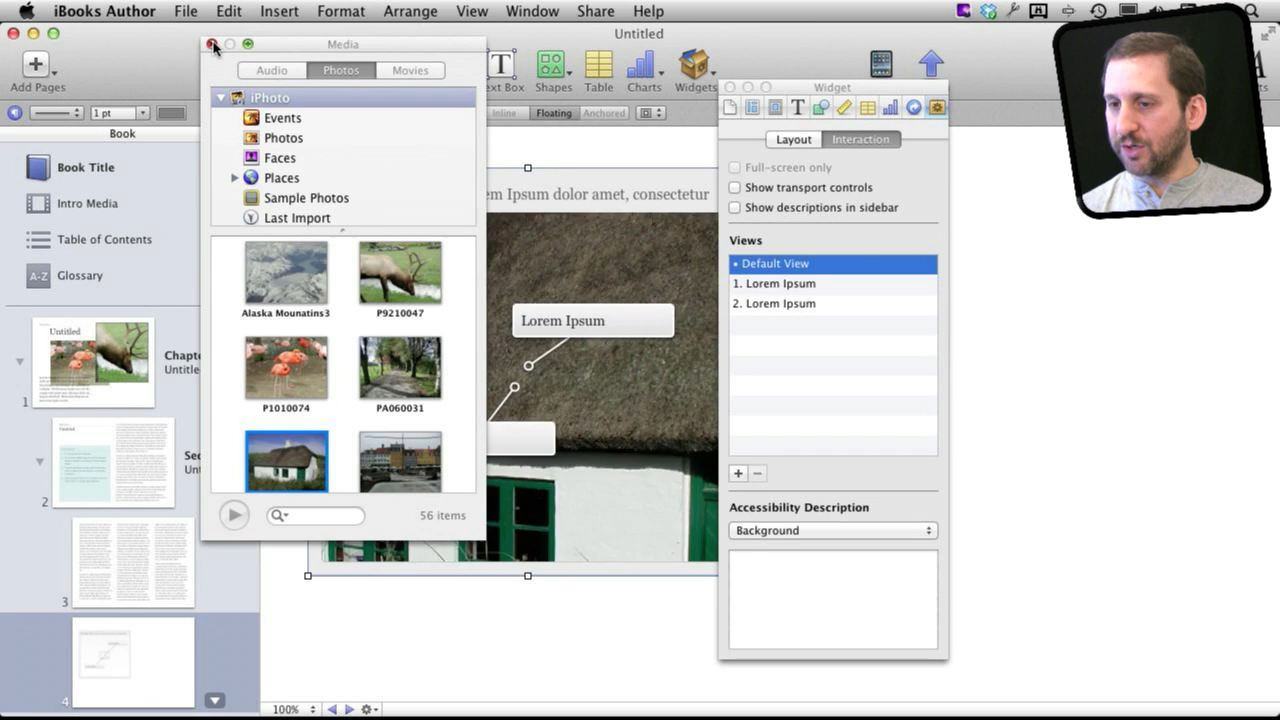 iBooks Author File Edit Insert Format Arrange View Window Share Help
Untitled
Add Pages
Text Box Shapes Table Charts Widgets
1 pt
Inline Floating Anchored
Book
Book Title
Intro Media
Table of Contents
A-Z Glossary
Untitled
Chapte
Untitle
1
Sec
Unt
2
3
4
Media
Audio Photos Movies
iPhoto
Events
Photos
Faces
Places
Sample Photos
Last Import
Alaska Mounatins3 P9210047
P1010074 PA060031
56 items
em Ipsum dolor amet, consectetur
Lorem Ipsum
Widget
Layout Interaction
Full-screen only
Show transport controls
Show descriptions in sidebar
Views
• Default View
1. Lorem Ipsum
2. Lorem Ipsum
+ −
Accessibility Description
Background
100%